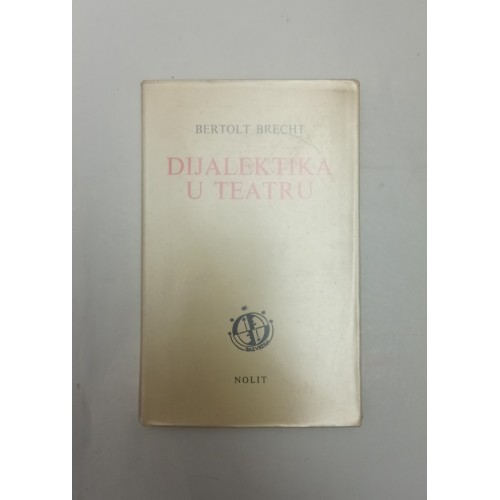 BERTOLT BRECHT
DIJALEKTIKA
U TEATRU
NOLIT